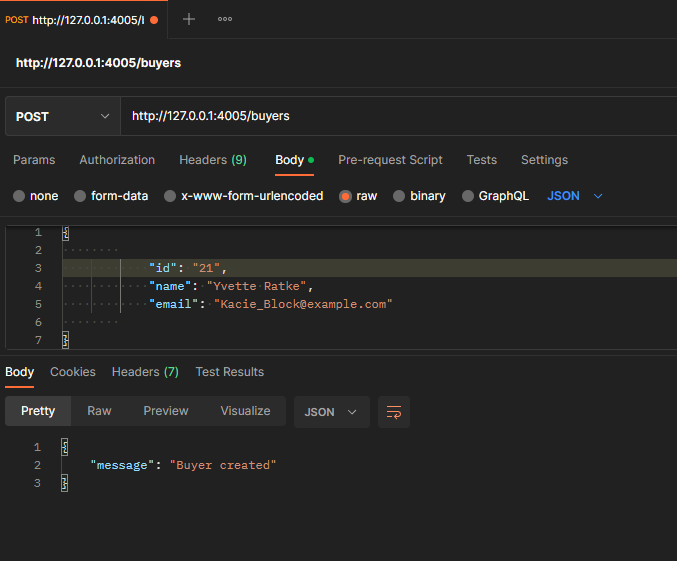 POST http://127.0.0.1:4005/b
http://127.0.0.1:4005/buyers
POST http://127.0.0.1:4005/buyers
Params Authorization Headers (9) Body Pre-request Script Tests Settings
none form-data x-www-form-urlencoded raw binary GraphQL JSON
1 {
2
3 "id": "21",
4 "name": "Yvette Ratke",
5 "email": "Kacie_Block@example.com"
6
7 }
Body Cookies Headers (7) Test Results
Pretty Raw Preview Visualize JSON
1 {
2 "message": "Buyer created"
3 }